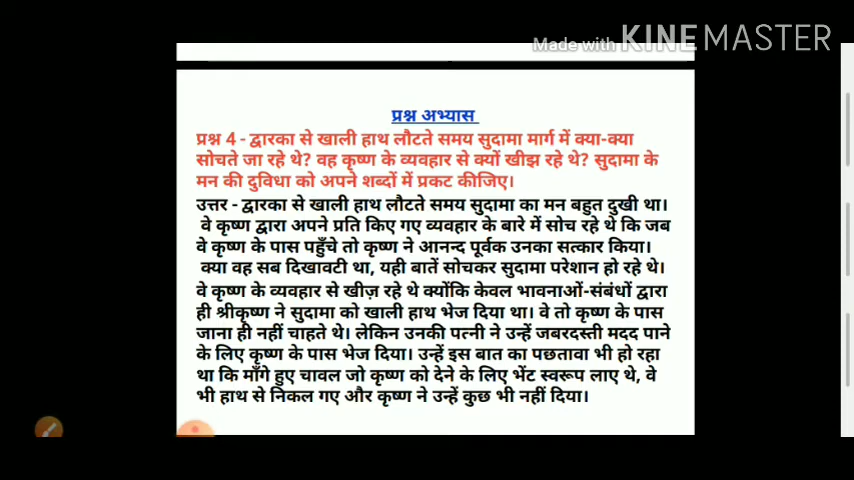 Made with KINEMASTER
प्रश्न अभ्यास
प्रश्न 4 - द्वारका से खाली हाथ लौटते समय सुदामा मार्ग में क्या-क्या
सोचते जा रहे थे? वह कृष्ण के व्यवहार से क्यों खीझ रहे थे? सुदामा के
मन की दुविधा को अपने शब्दों में प्रकट कीजिए।
उत्तर - द्वारका से खाली हाथ लौटते समय सुदामा का मन बहुत दुखी था।
वे कृष्ण द्वारा अपने प्रति किए गए व्यवहार के बारे में सोच रहे थे कि जब
वे कृष्ण के पास पहुँचे तो कृष्ण ने आनन्द पूर्वक उनका सत्कार किया।
क्या वह सब दिखावटी था, यही बातें सोचकर सुदामा परेशान हो रहे थे।
वे कृष्ण के व्यवहार से खीज़ रहे थे क्योंकि केवल भावनाओं-संबंधों द्वारा
ही श्रीकृष्ण ने सुदामा को खाली हाथ भेज दिया था। वे तो कृष्ण के पास
जाना ही नहीं चाहते थे। लेकिन उनकी पत्नी ने उन्हें जबरदस्ती मदद पाने
के लिए कृष्ण के पास भेज दिया। उन्हें इस बात का पछतावा भी हो रहा
था कि माँगे हुए चावल जो कृष्ण को देने के लिए भेंट स्वरूप लाए थे, वे
भी हाथ से निकल गए और कृष्ण ने उन्हें कुछ भी नहीं दिया।